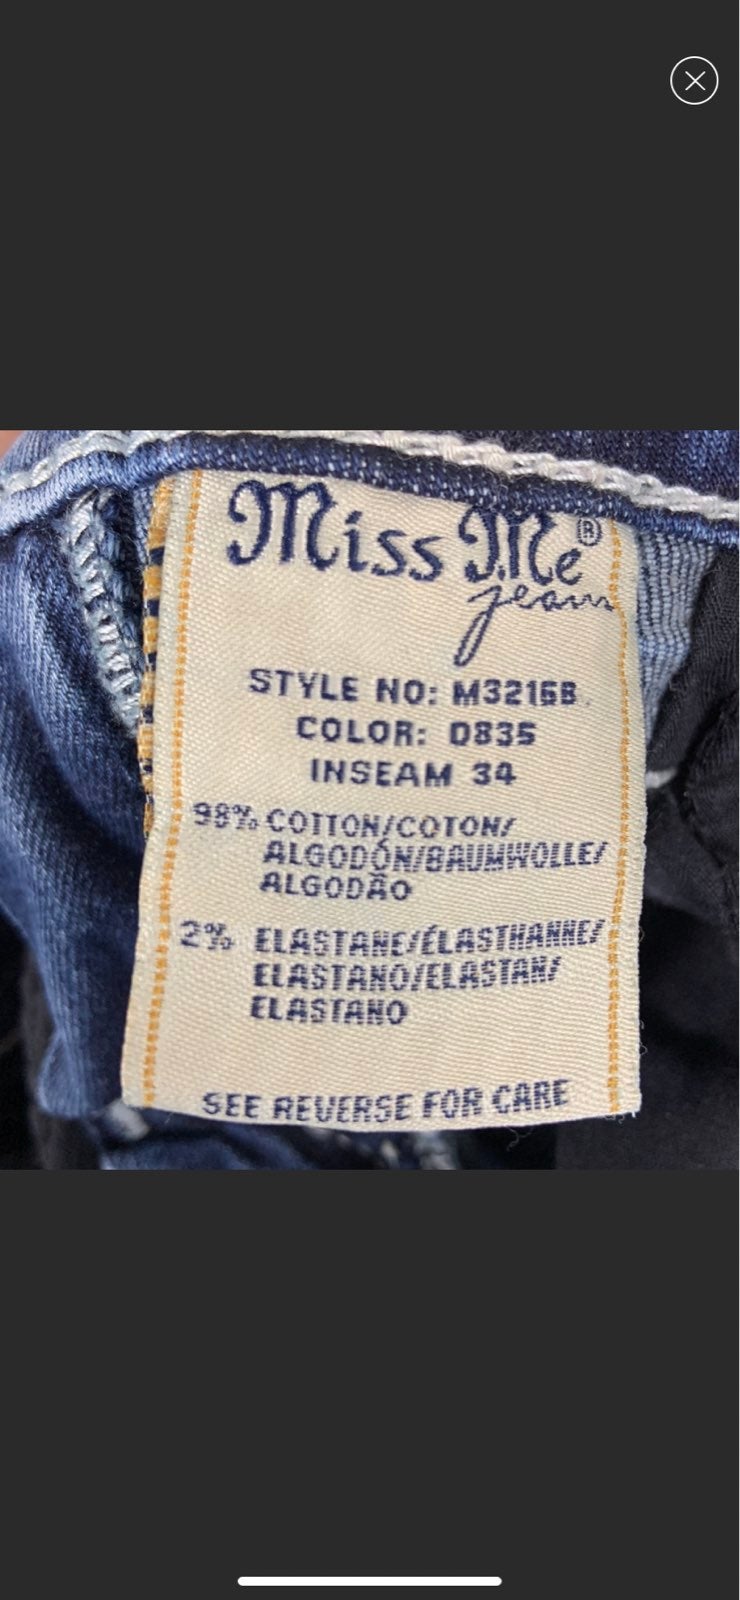 Miss Me®
jeans
STYLE NO: M3216B
COLOR: D835
INSEAM 34
98% COTTON/COTON/
ALGODÓN/BAUMWOLLE/
ALGODÃO
2% ELASTANE/ÉLASTHANNE/
ELASTANO/ELASTAN/
ELASTANO
SEE REVERSE FOR CARE